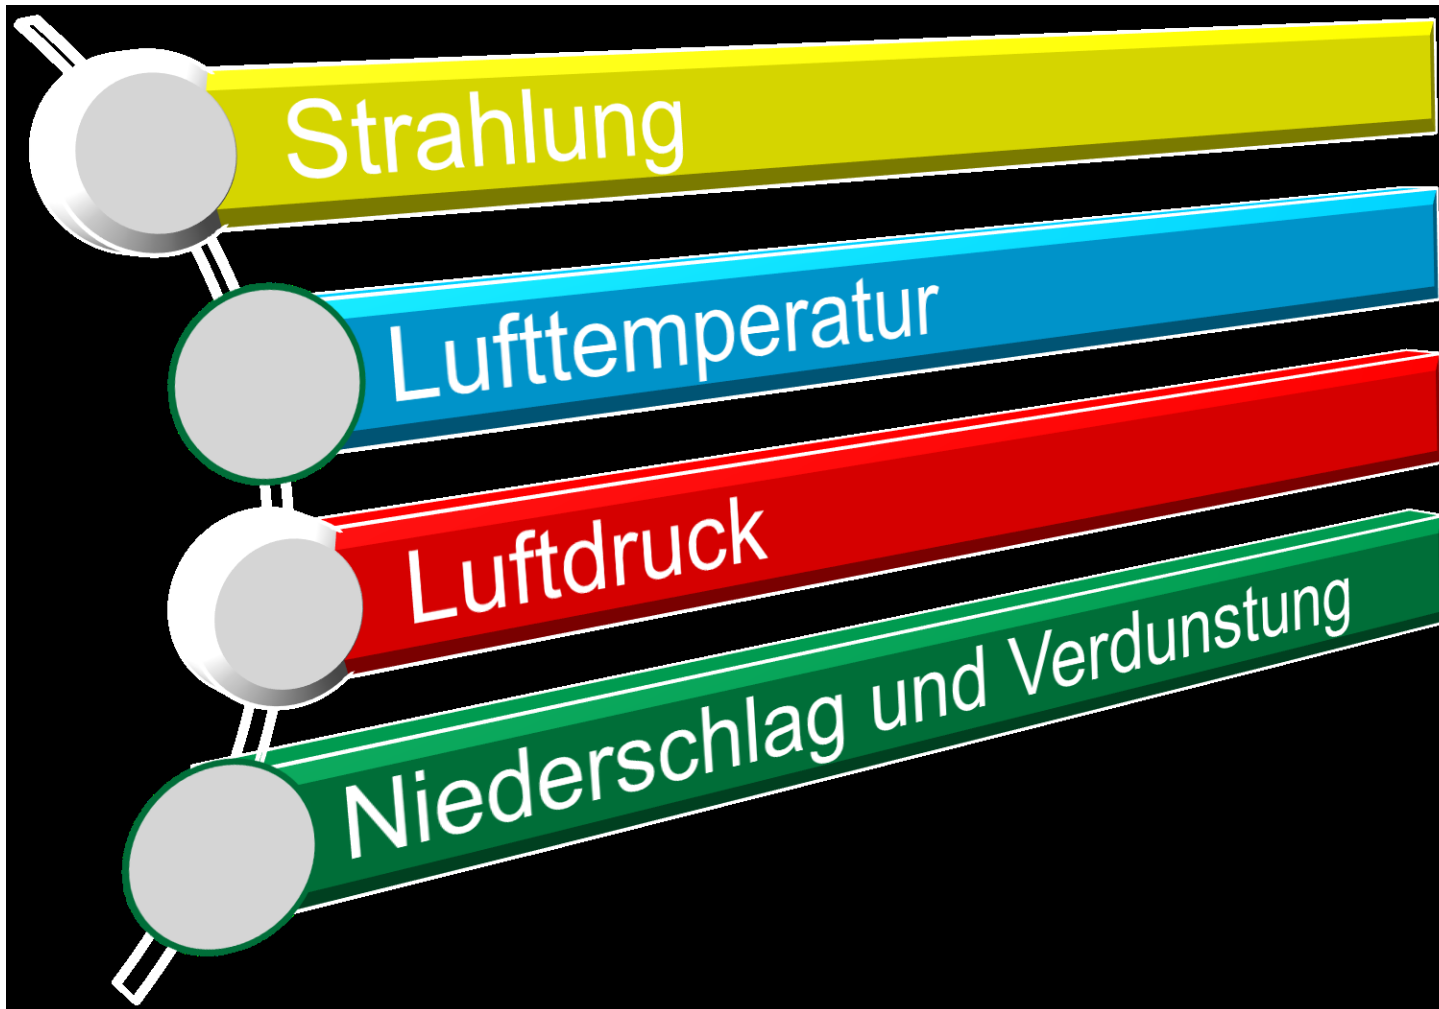 Strahlung
Lufttemperatur
Luftdruck
Niederschlag und Verdunstung